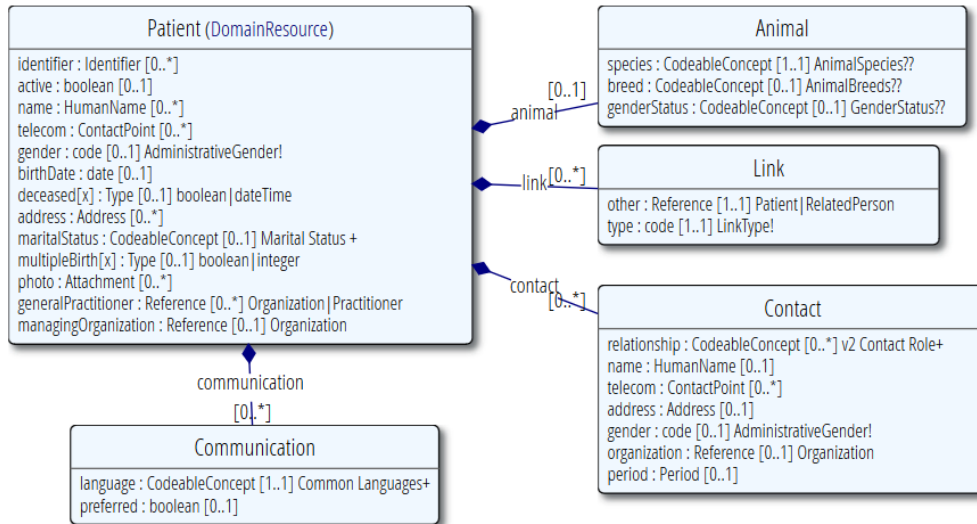 Patient (DomainResource)
identifier : Identifier [0..*]
active : boolean [0..1]
name : HumanName [0..*]
telecom : ContactPoint [0..*]
gender : code [0..1] AdministrativeGender!
birthDate : date [0..1]
deceased[x] : Type [0..1] boolean|dateTime
address : Address [0..*]
maritalStatus : CodeableConcept [0..1] Marital Status +
multipleBirth[x] : Type [0..1] boolean|integer
photo : Attachment [0..*]
generalPractitioner : Reference [0..*] Organization|Practitioner
managingOrganization : Reference [0..1] Organization
[0..1]
animal
Animal
species : CodeableConcept [1..1] AnimalSpecies??
breed : CodeableConcept [0..1] AnimalBreeds??
genderStatus : CodeableConcept [0..1] GenderStatus??
[0..*]
link
Link
other : Reference [1..1] Patient|RelatedPerson
type : code [1..1] LinkType!
contact
[0..*]
Contact
relationship : CodeableConcept [0..*] v2 Contact Role+
name : HumanName [0..1]
telecom : ContactPoint [0..*]
address : Address [0..1]
gender : code [0..1] AdministrativeGender!
organization : Reference [0..1] Organization
period : Period [0..1]
communication
[0..*]
Communication
language : CodeableConcept [1..1] Common Languages+
preferred : boolean [0..1]